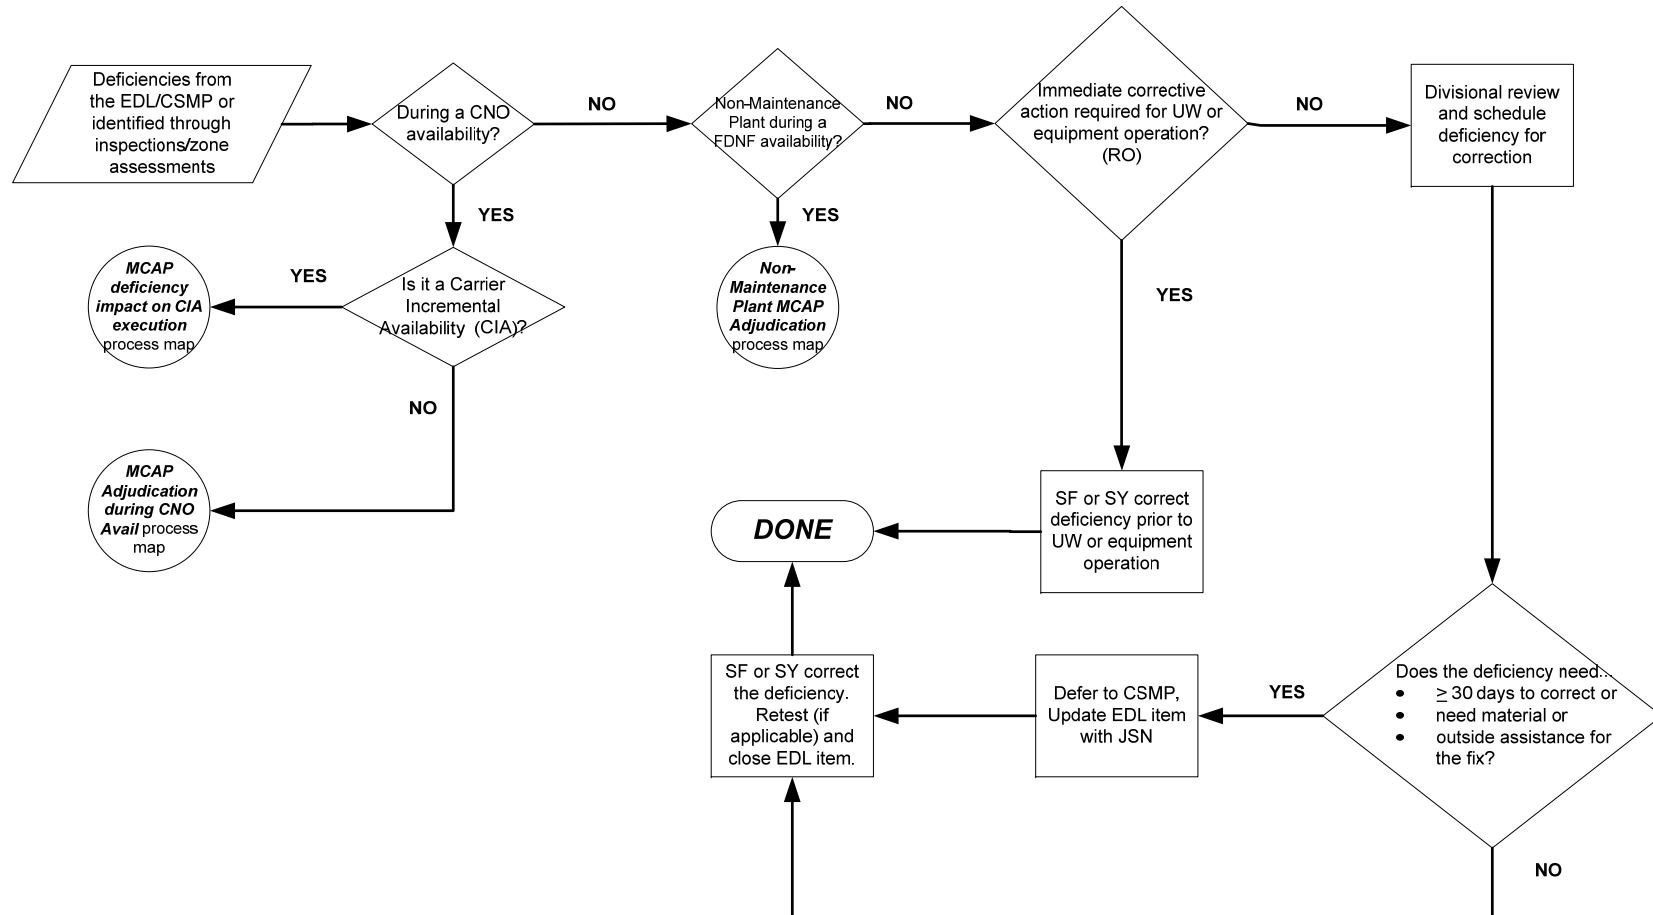 Deficiencies from
the EDL/CSMP or
identified through
inspections/zone
assessments
During a CNO
availability?
NO
Non-Maintenance
Plant during a
FDNF availability?
NO
Immediate corrective
action required for UW or
equipment operation?
(RO)
NO
Divisional review
and schedule
deficiency for
correction
YES
YES
YES
MCAP
deficiency
impact on CIA
execution
process map
YES
Is it a Carrier
Incremental
Availability (CIA)?
Non-
Maintenance
Plant MCAP
Adjudication
process map
NO
MCAP
Adjudication
during CNO
Avail process
map
DONE
SF or SY correct
deficiency prior to
UW or equipment
operation
SF or SY correct
the deficiency.
Retest (if
applicable) and
close EDL item.
Defer to CSMP,
Update EDL item
with JSN
YES
Does the deficiency need...
• ≥ 30 days to correct or
• need material or
• outside assistance for
the fix?
NO